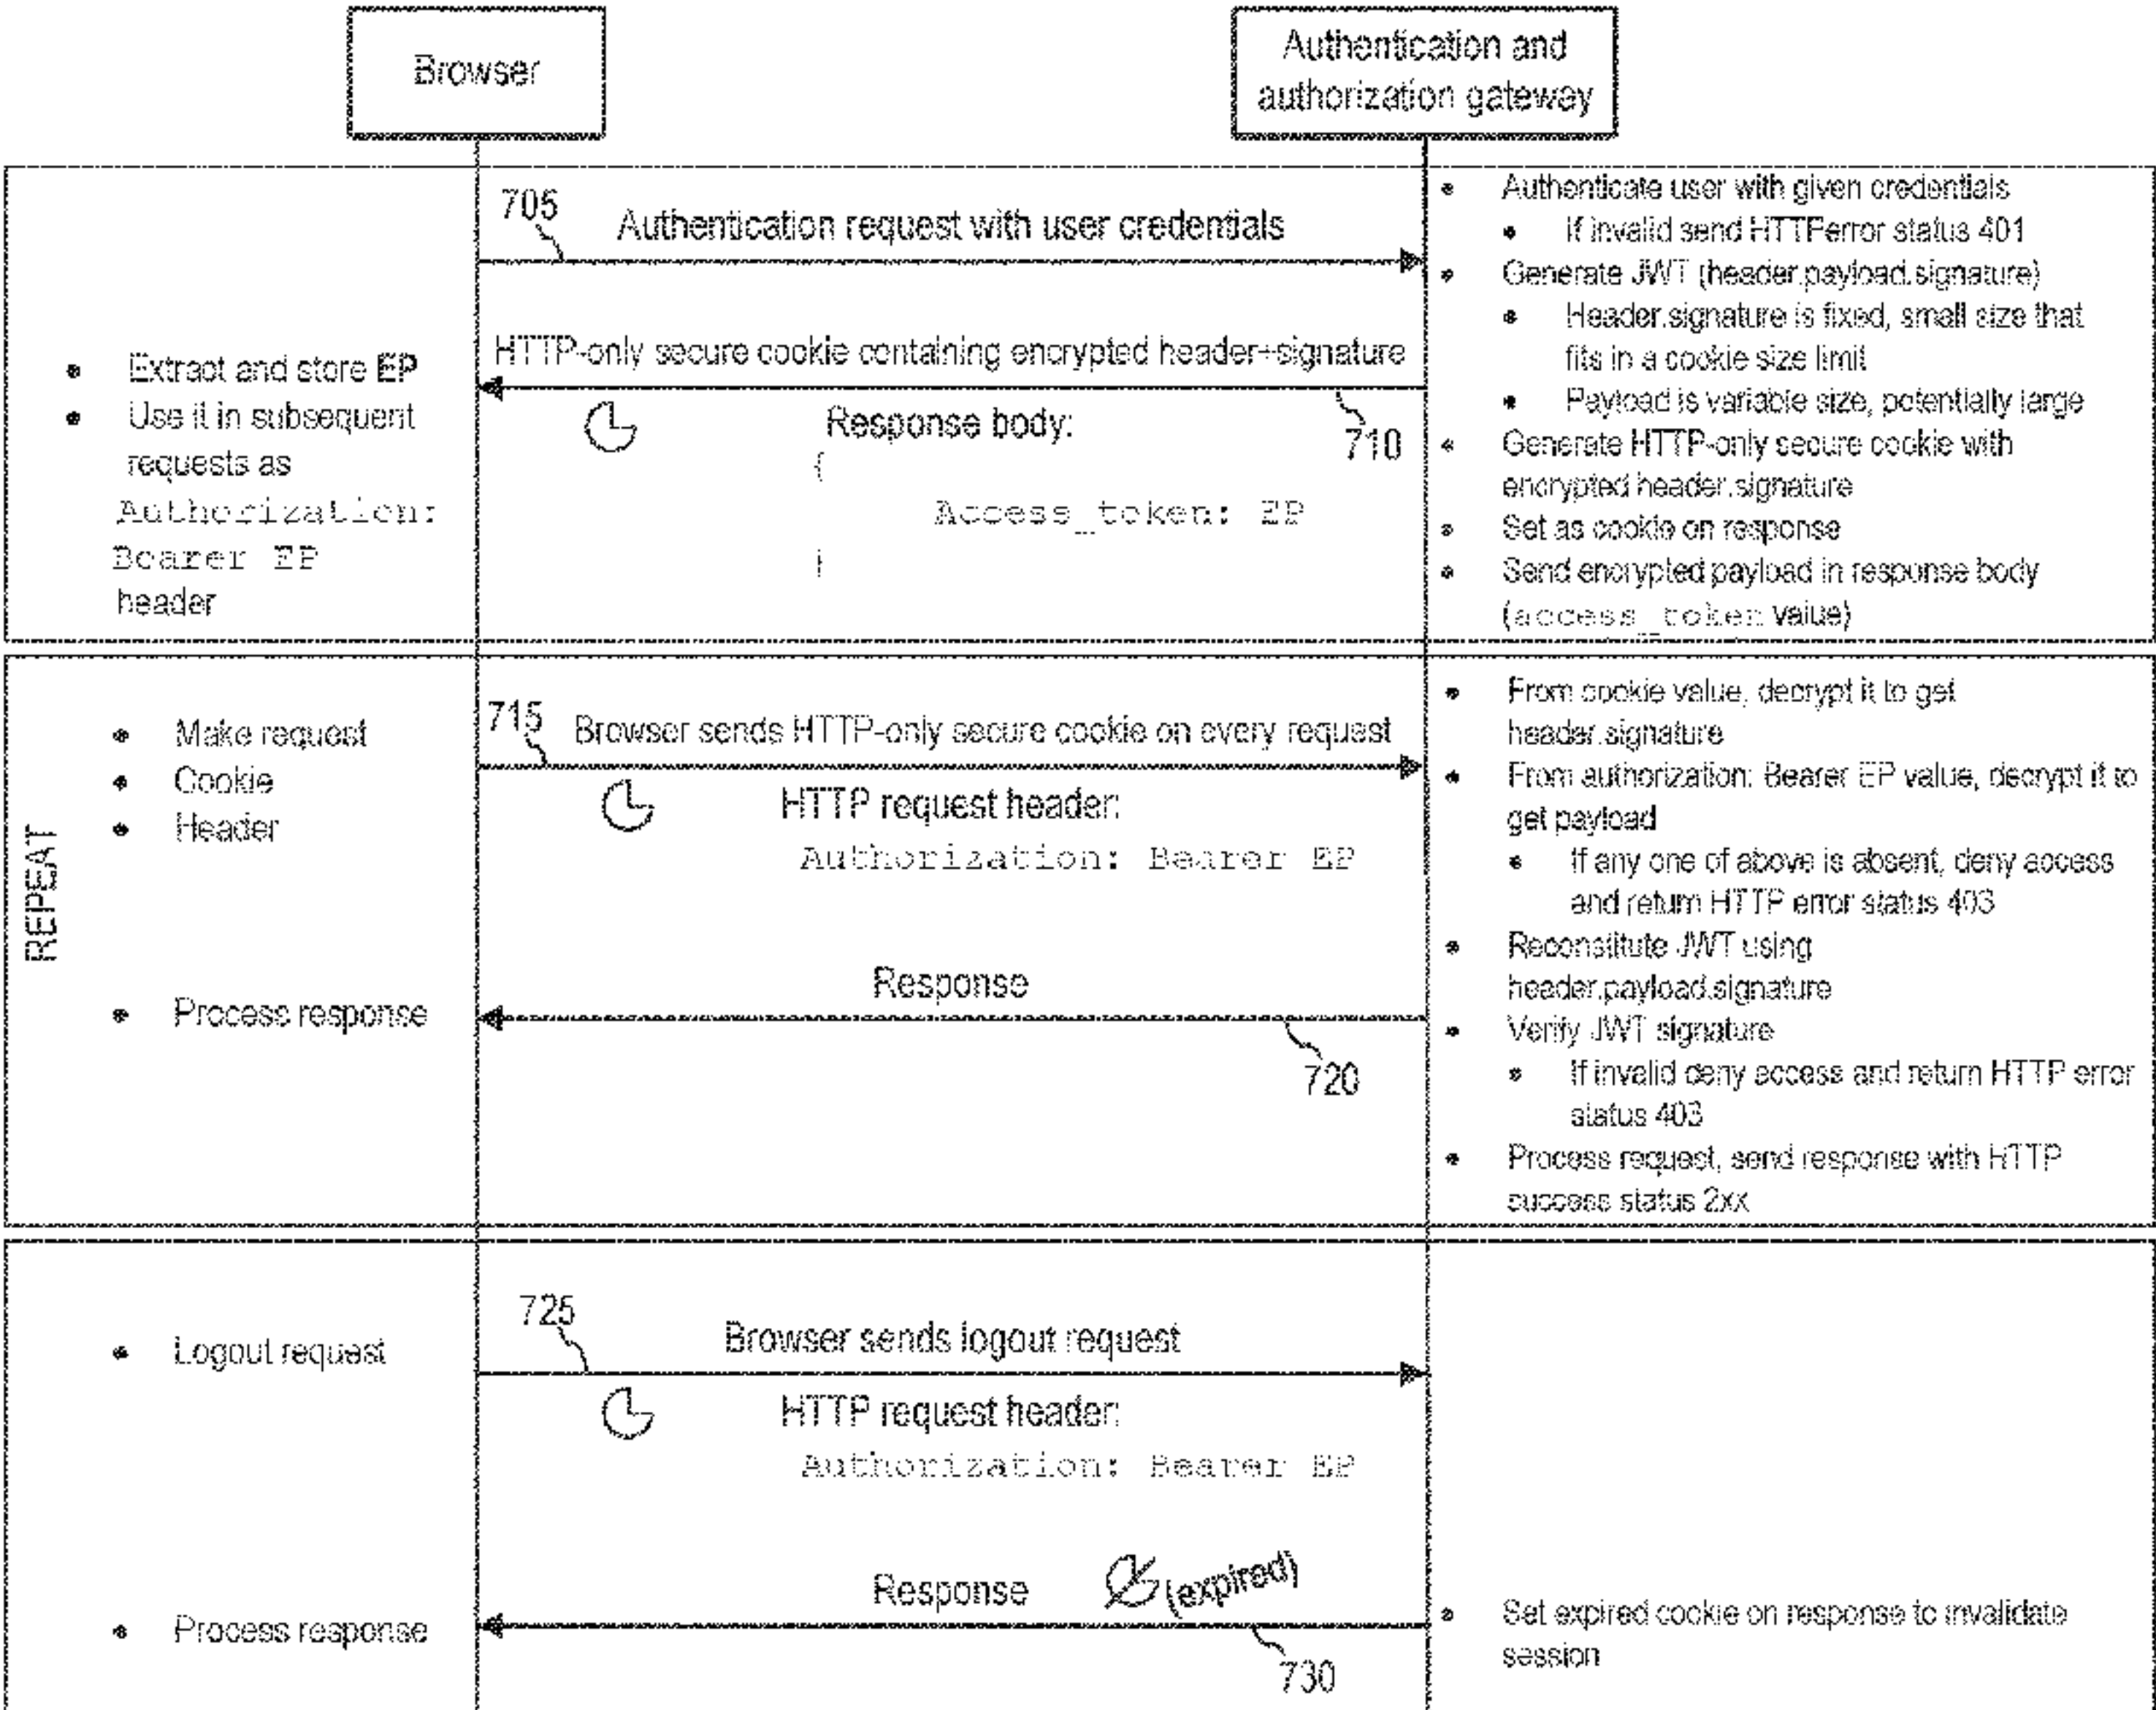 Browser
Authentication and
authorization gateway
705
Authentication request with user credentials
HTTP-only secure cookie containing encrypted header+signature
710
Response body:
{
Access_token: EP
}
• Extract and store EP
• Use it in subsequent
requests as
Authorization:
Bearer EP
header
• Authenticate user with given credentials
• If invalid send HTTPerror status 401
• Generate JWT (header.payload.signature)
• Header.signature is fixed, small size that
fits in a cookie size limit
• Payload is variable size, potentially large
• Generate HTTP-only secure cookie with
encrypted header.signature
• Set as cookie on response
• Send encrypted payload in response body
(access_token value)
REPEAT
• Make request
• Cookie
• Header
• Process response
715
Browser sends HTTP-only secure cookie on every request
HTTP request header:
Authorization: Bearer EP
Response
720
• From cookie value, decrypt it to get
header.signature
• From authorization: Bearer EP value, decrypt it to
get payload
• If any one of above is absent, deny access
and return HTTP error status 403
• Reconstitute JWT using
header.payload.signature
• Verify JWT signature
• If invalid deny access and return HTTP error
status 403
• Process request, send response with HTTP
success status 2xx
• Logout request
• Process response
725
Browser sends logout request
HTTP request header:
Authorization: Bearer EP
Response
(expired)
730
• Set expired cookie on response to invalidate
session